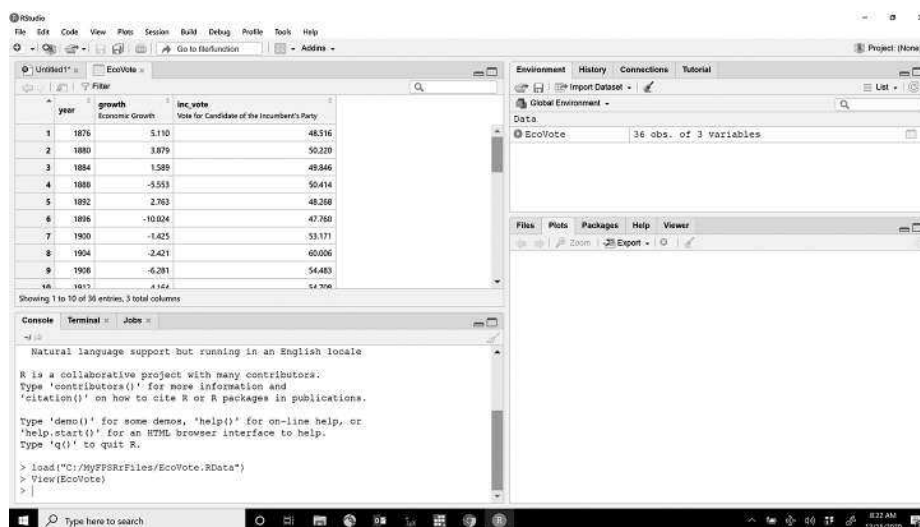 RStudio
File Edit Code View Plots Session Build Debug Profile Tools Help
Go to file/function Addins
Project: (None
Untitled1* EcoVote
Filter
year growth inc_vote
Economic Growth Vote for Candidate of the Incumbent's Party
1 1876 5.110 48.516
2 1880 3.879 50.220
3 1884 1.589 49.846
4 1888 -5.553 50.414
5 1892 2.763 48.268
6 1896 -10.024 47.760
7 1900 -1.425 53.171
8 1904 -2.421 60.006
9 1908 -6.281 54.483
10 1912 4.164 54.708
Showing 1 to 10 of 36 entries, 3 total columns
Console Terminal Jobs
Natural language support but running in an English locale
R is a collaborative project with many contributors.
Type 'contributors()' for more information and
'citation()' on how to cite R or R packages in publications.
Type 'demo()' for some demos, 'help()' for on-line help, or
'help.start()' for an HTML browser interface to help.
Type 'q()' to quit R.
> load("C:/MyFPSRrFiles/EcoVote.RData")
> View(EcoVote)
>
Environment History Connections Tutorial
Import Dataset List
Global Environment
Data
EcoVote 36 obs. of 3 variables
Files Plots Packages Help Viewer
Zoom Export
Type here to search
8:22 AM